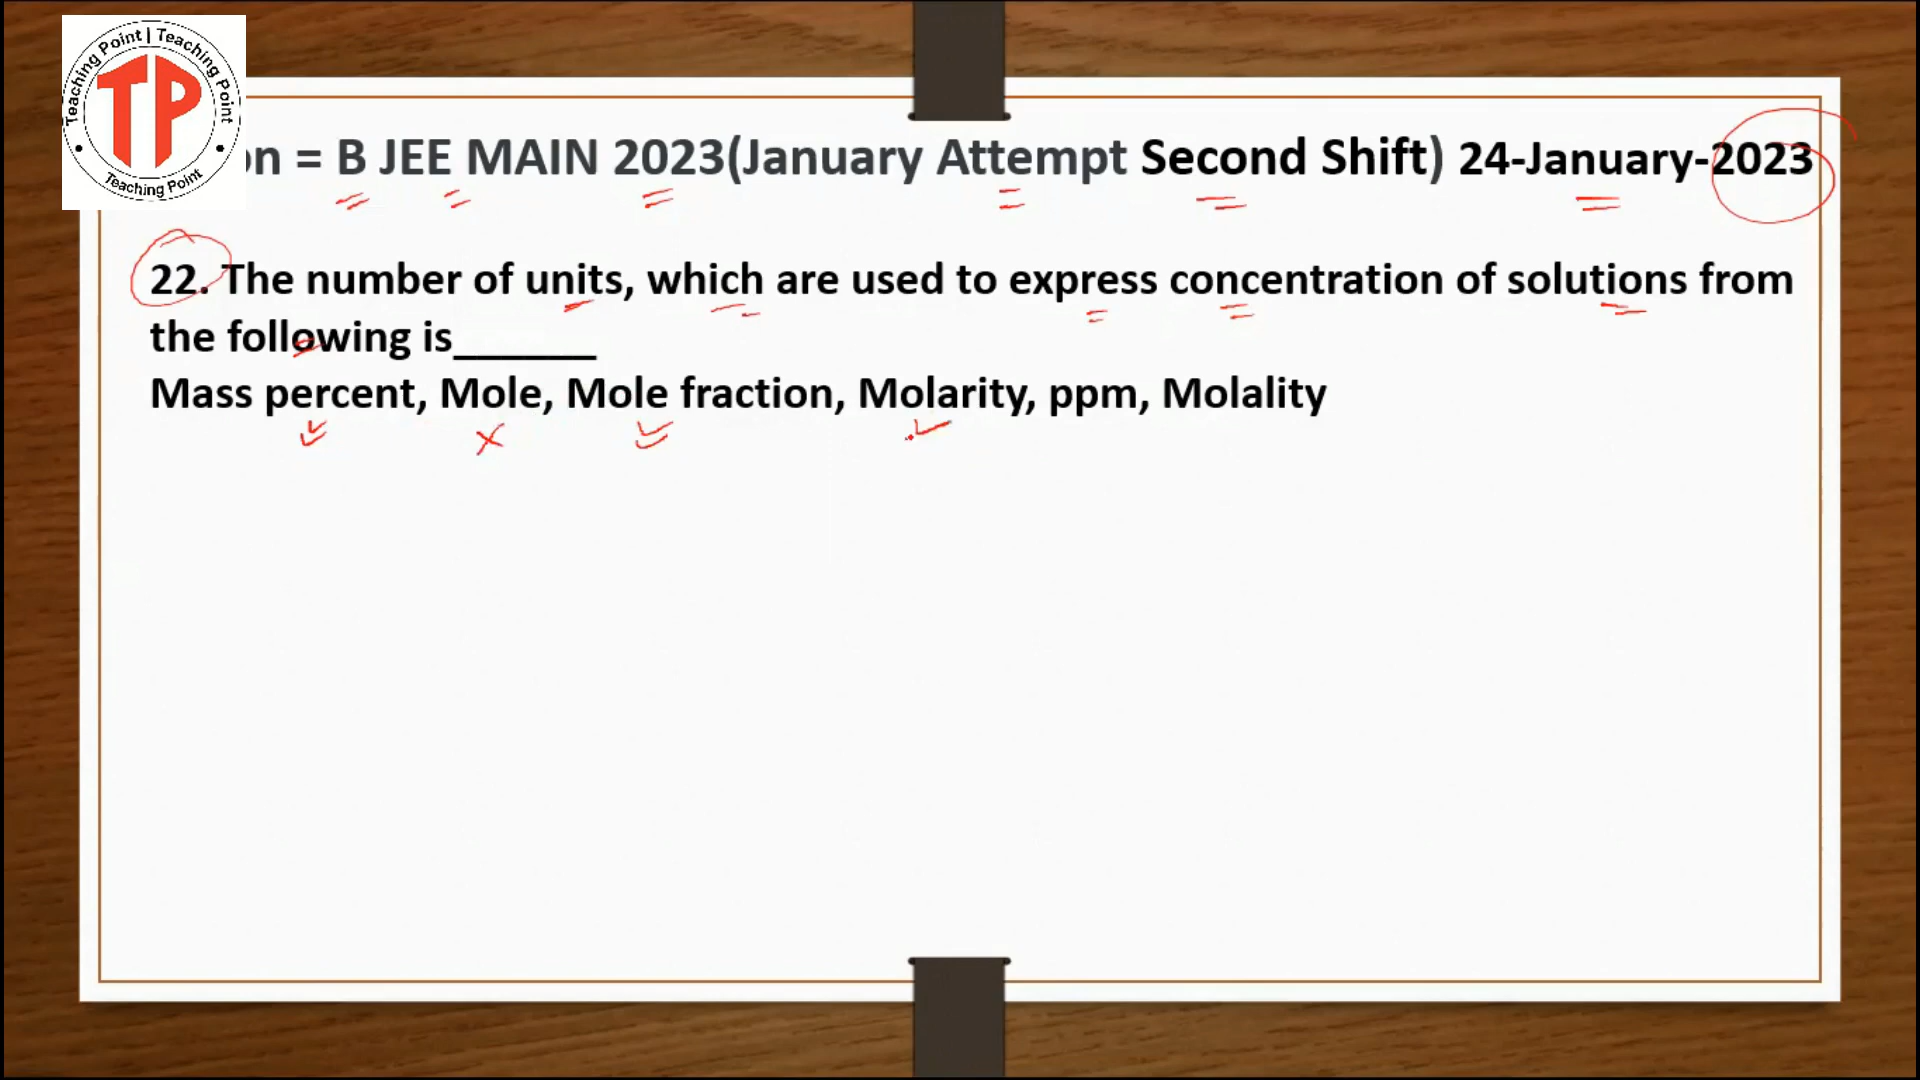 Teaching Point | Teaching Point
TP
Teaching Point
on = B JEE MAIN 2023(January Attempt Second Shift) 24-January-2023
22. The number of units, which are used to express concentration of solutions from
the following is______
Mass percent, Mole, Mole fraction, Molarity, ppm, Molality